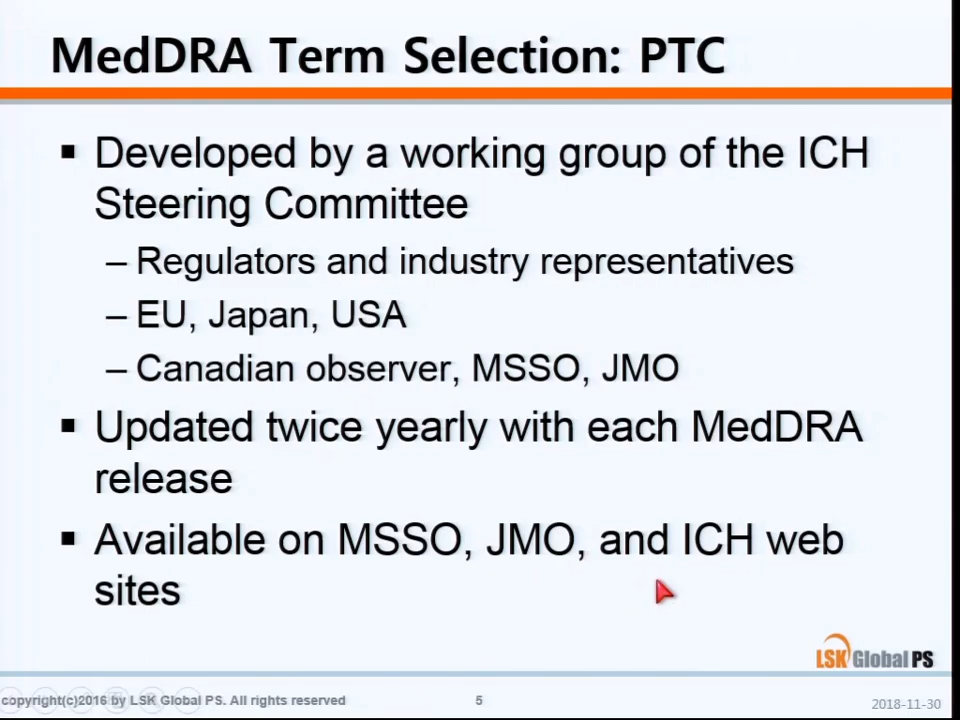 MedDRA Term Selection: PTC
▪ Developed by a working group of the ICH
Steering Committee
– Regulators and industry representatives
– EU, Japan, USA
– Canadian observer, MSSO, JMO
▪ Updated twice yearly with each MedDRA
release
▪ Available on MSSO, JMO, and ICH web
sites
LSK Global PS
copyright(c)2016 by LSK Global PS. All rights reserved
5
2018-11-30